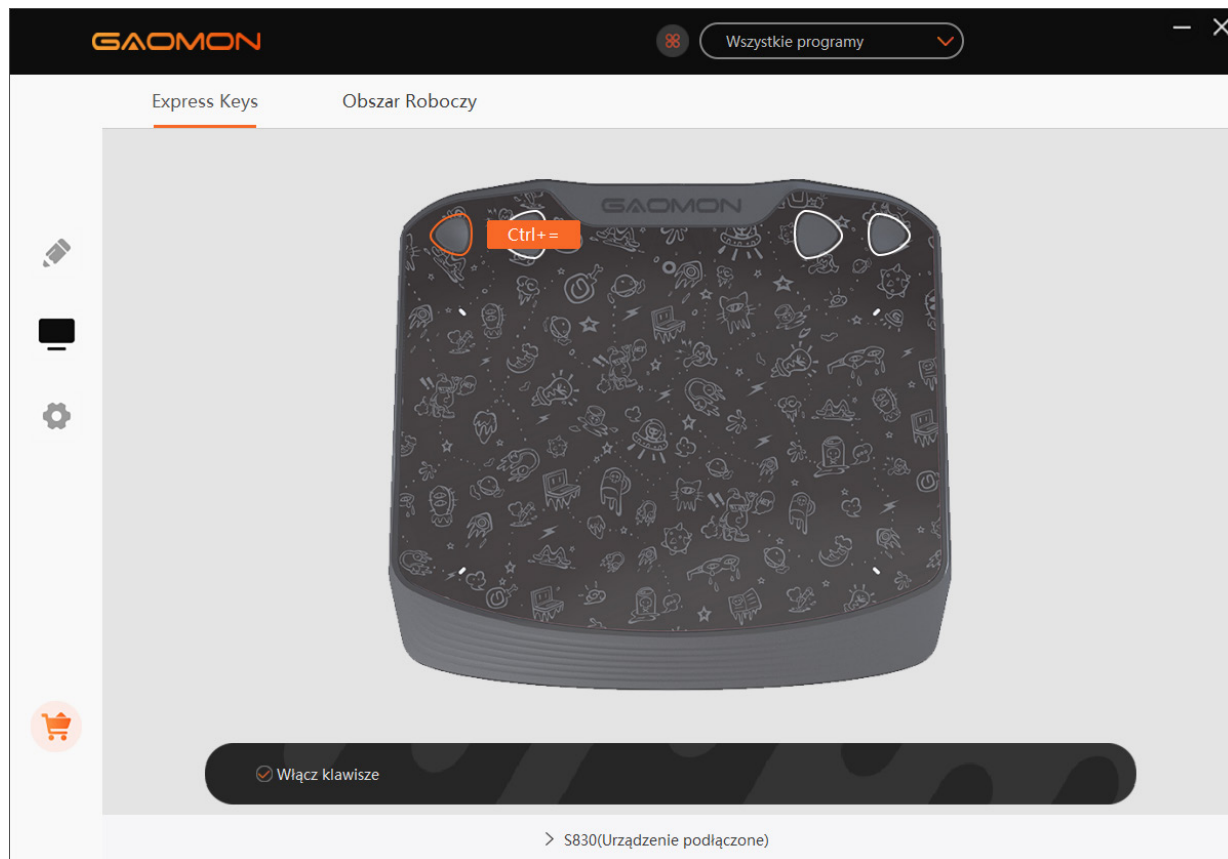 GAOMON
Wszystkie programy
Express Keys
Obszar Roboczy
GAOMON
Ctrl+=
Włącz klawisze
S830(Urządzenie podłączone)